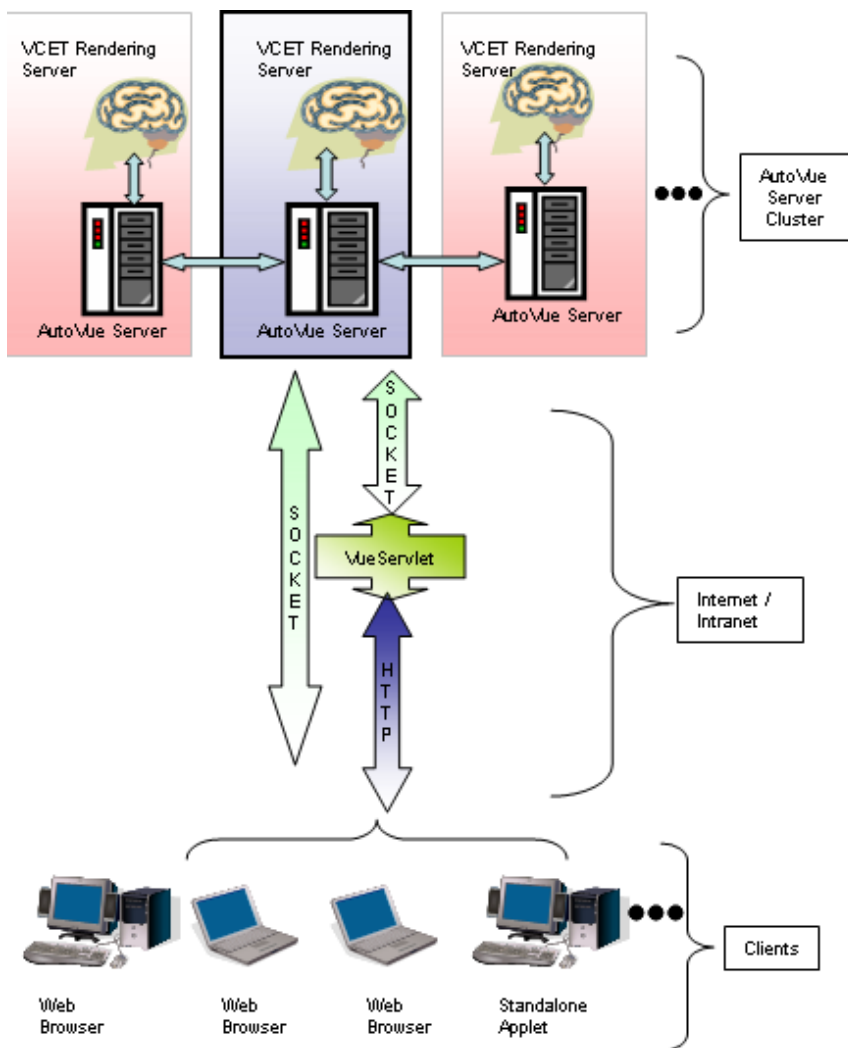 VCET Rendering
Server
VCET Rendering
Server
VCET Rendering
Server
AutoVue
Server
Cluster
AutoVue Server
AutoVue Server
AutoVue Server
SOCKET
SOCKET
VueServlet
HTTP
Internet /
Intranet
Clients
Web
Browser
Web
Browser
Web
Browser
Standalone
Applet